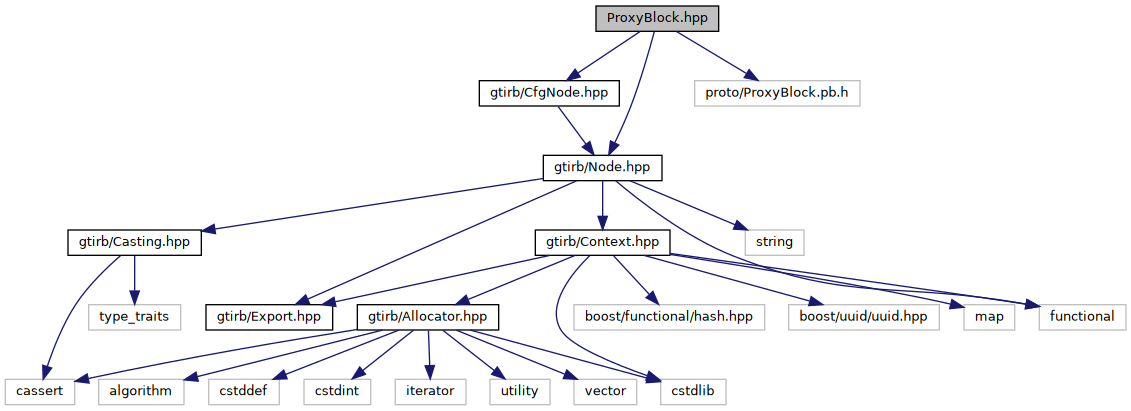 ProxyBlock.hpp
gtirb/CfgNode.hpp
proto/ProxyBlock.pb.h
gtirb/Node.hpp
gtirb/Casting.hpp
gtirb/Context.hpp
string
type_traits
gtirb/Export.hpp
gtirb/Allocator.hpp
boost/functional/hash.hpp
boost/uuid/uuid.hpp
map
functional
cassert
algorithm
cstddef
cstdint
iterator
utility
vector
cstdlib